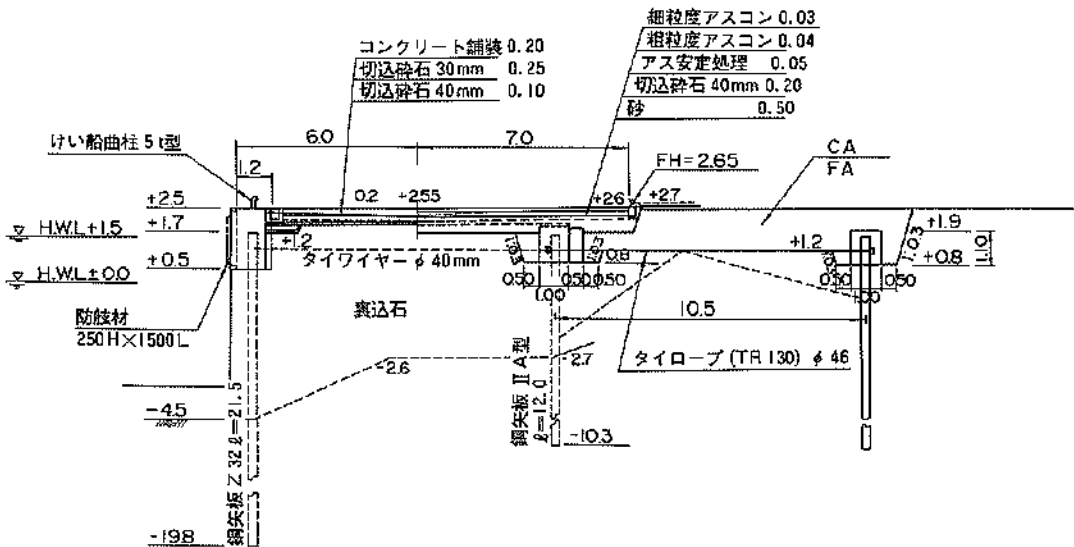 細粒度アスコン 0.03
粗粒度アスコン 0.04
アス安定処理 0.05
切込砕石 40mm 0.20
砂 0.50
コンクリート舗装 0.20
切込砕石 30mm 0.25
切込砕石 40mm 0.10
けい船曲柱 5t型
6.0
7.0
1.2
FH=2.65
CA
FA
+2.5
0.2
+2.55
+2.6
+2.7
H.W.L+1.5
+1.7
+1.9
+1.2
+1.2
1:0.3
1.10
H.W.L±0.0
+0.5
タイワイヤー φ 40mm
1:0.3
1:0.3
+0.8
+0.8
0.50
0.50
0.50
0.50
0.50
1.00
防舷材
250H×1500L
裏込石
10.5
-2.6
-2.7
タイロープ (TR 130) φ 46
-4.5
鋼矢板 Z 32 ℓ=21.5
鋼矢板 ⅡA型
ℓ=12.0
-10.3
-19.8